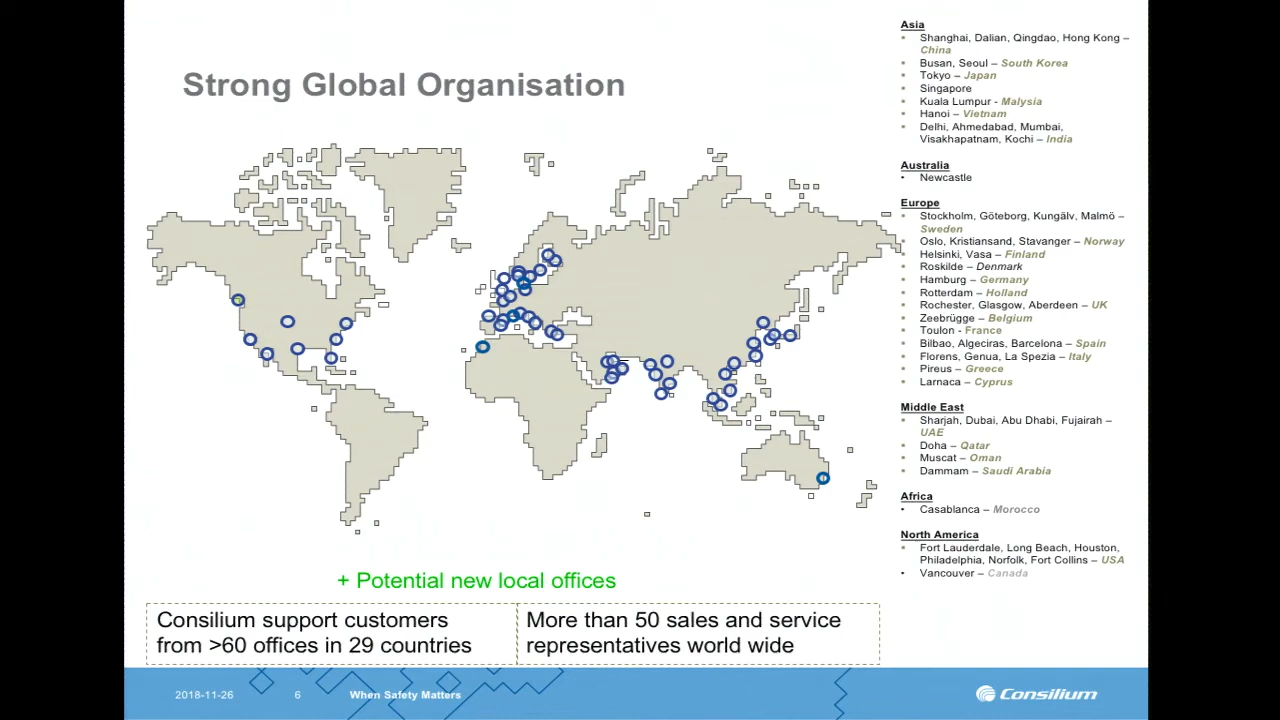 Strong Global Organisation
Asia
▪ Shanghai, Dalian, Qingdao, Hong Kong –
China
▪ Busan, Seoul – South Korea
▪ Tokyo – Japan
▪ Singapore
▪ Kuala Lumpur - Malysia
▪ Hanoi – Vietnam
▪ Delhi, Ahmedabad, Mumbai,
Visakhapatnam, Kochi – India
Australia
• Newcastle
Europe
▪ Stockholm, Göteborg, Kungälv, Malmö –
Sweden
▪ Oslo, Kristiansand, Stavanger – Norway
▪ Helsinki, Vasa – Finland
▪ Roskilde – Denmark
▪ Hamburg – Germany
▪ Rotterdam – Holland
▪ Rochester, Glasgow, Aberdeen – UK
▪ Zeebrügge – Belgium
▪ Toulon - France
▪ Bilbao, Algeciras, Barcelona – Spain
▪ Florens, Genua, La Spezia – Italy
▪ Pireus – Greece
▪ Larnaca – Cyprus
Middle East
▪ Sharjah, Dubai, Abu Dhabi, Fujairah –
UAE
▪ Doha – Qatar
▪ Muscat – Oman
▪ Dammam – Saudi Arabia
Africa
• Casablanca – Morocco
North America
▪ Fort Lauderdale, Long Beach, Houston,
Philadelphia, Norfolk, Fort Collins – USA
• Vancouver – Canada
+ Potential new local offices
Consilium support customers
from >60 offices in 29 countries
More than 50 sales and service
representatives world wide
2018-11-26
6
When Safety Matters
Consilium